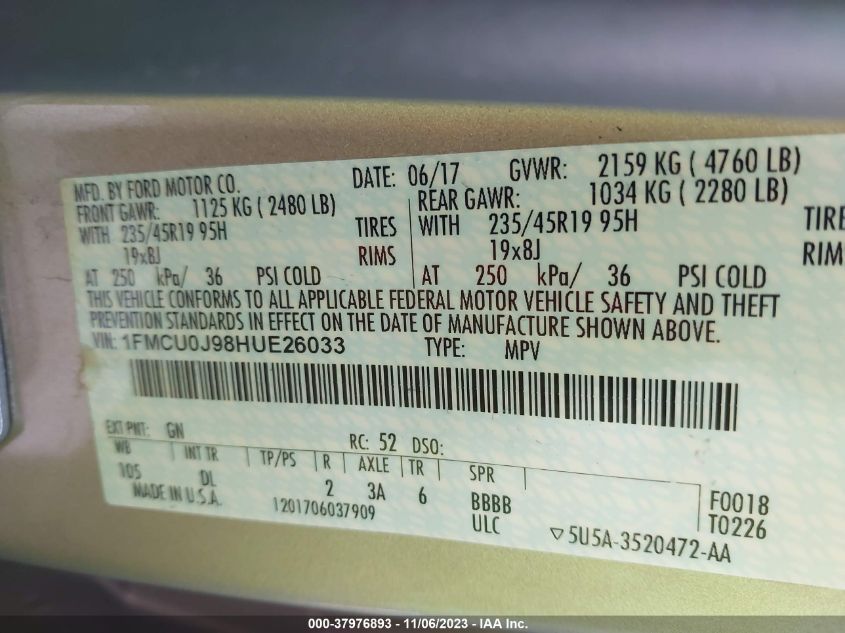 MFD. BY FORD MOTOR CO. DATE: 06/17 GVWR: 2159 KG ( 4760 LB)
FRONT GAWR: 1125 KG ( 2480 LB) REAR GAWR: 1034 KG ( 2280 LB)
WITH 235/45R19 95H TIRES WITH 235/45R19 95H TIRE
19x8J RIMS 19x8J RIM
AT 250 kPa/ 36 PSI COLD AT 250 kPa/ 36 PSI COLD
THIS VEHICLE CONFORMS TO ALL APPLICABLE FEDERAL MOTOR VEHICLE SAFETY AND THEFT
PREVENTION STANDARDS IN EFFECT ON THE DATE OF MANUFACTURE SHOWN ABOVE.
VIN: 1FMCU0J98HUE26033 TYPE: MPV
EXT PNT: GN RC: 52 DSO:
WB INT TR TP/PS R AXLE TR SPR
105 DL 2 3A 6 BBBB F0018
MADE IN U.S.A. 1201706037909 ULC T0226
▽5U5A-3520472-AA
000-37976893 - 11/06/2023 - IAA Inc.